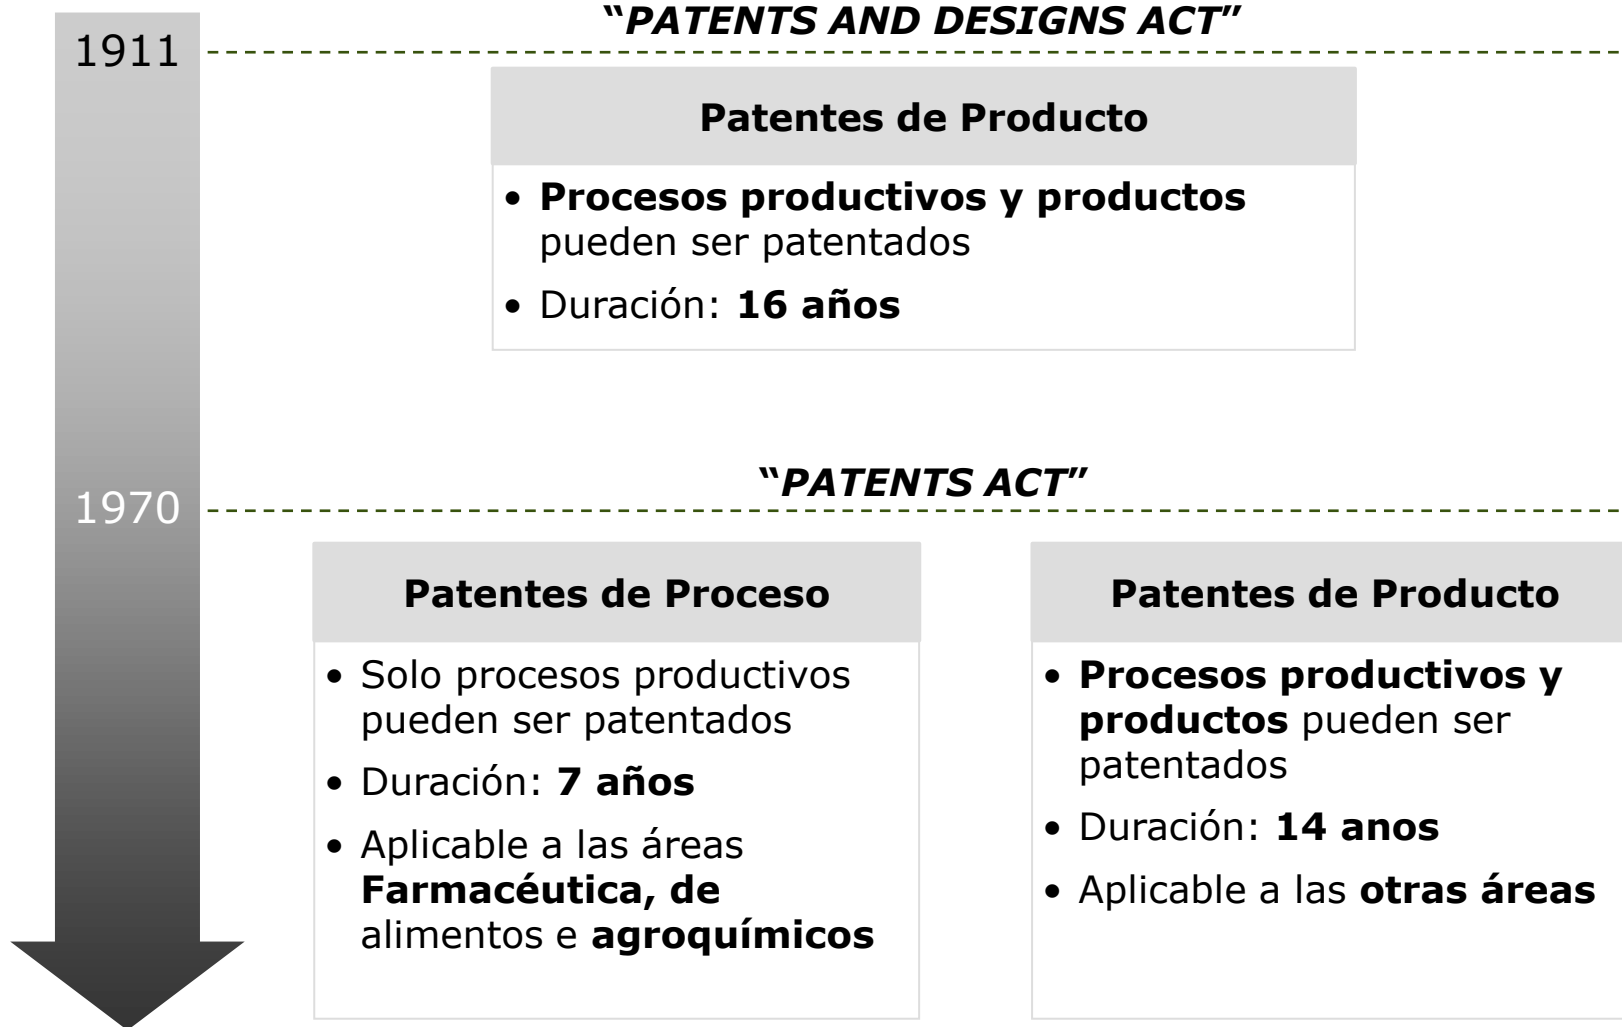 1911
“PATENTS AND DESIGNS ACT”
Patentes de Producto
• Procesos productivos y productos
pueden ser patentados
• Duración: 16 años
1970
“PATENTS ACT”
Patentes de Proceso
• Solo procesos productivos
pueden ser patentados
• Duración: 7 años
• Aplicable a las áreas
Farmacéutica, de
alimentos e agroquímicos
Patentes de Producto
• Procesos productivos y
productos pueden ser
patentados
• Duración: 14 anos
• Aplicable a las otras áreas